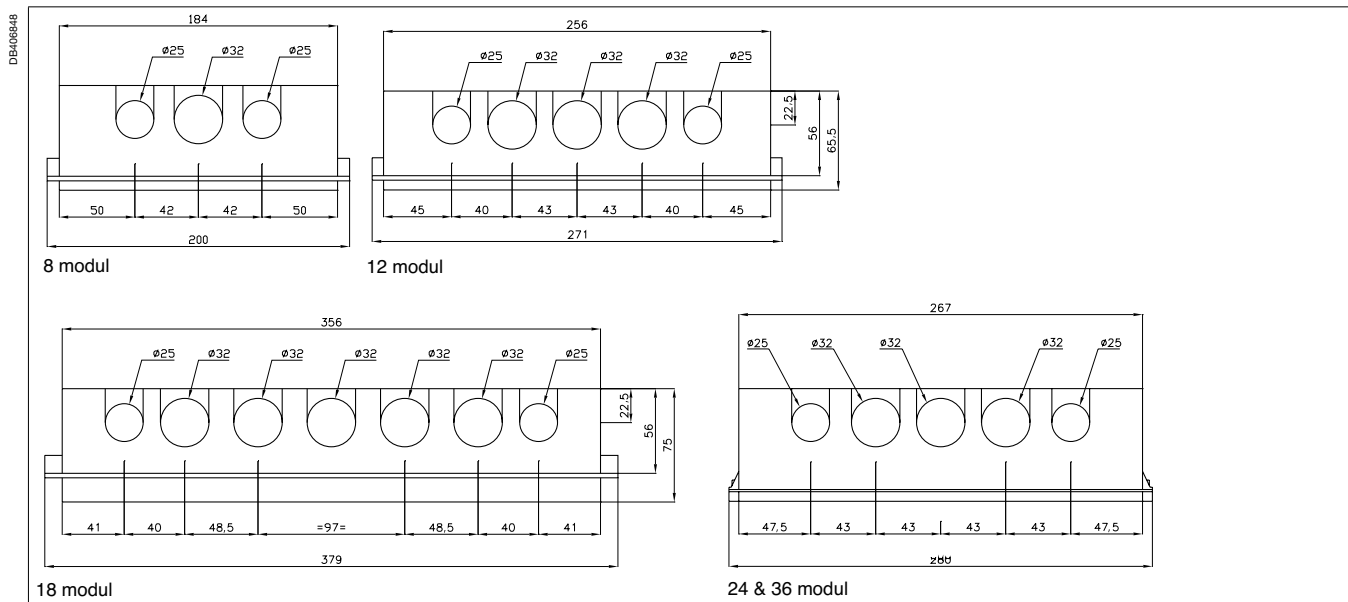 DB406848
184
ø25 ø32 ø25
50 42 42 50
200
8 modul
256
ø25 ø32 ø32 ø32 ø25
22,5
56
65,5
45 40 43 43 40 45
271
12 modul
356
ø25 ø32 ø32 ø32 ø32 ø32 ø25
22,5
56
75
41 40 48,5 =97= 48,5 40 41
379
18 modul
267
ø25 ø32 ø32 ø32 ø25
47,5 43 43 43 43 47,5
24 & 36 modul